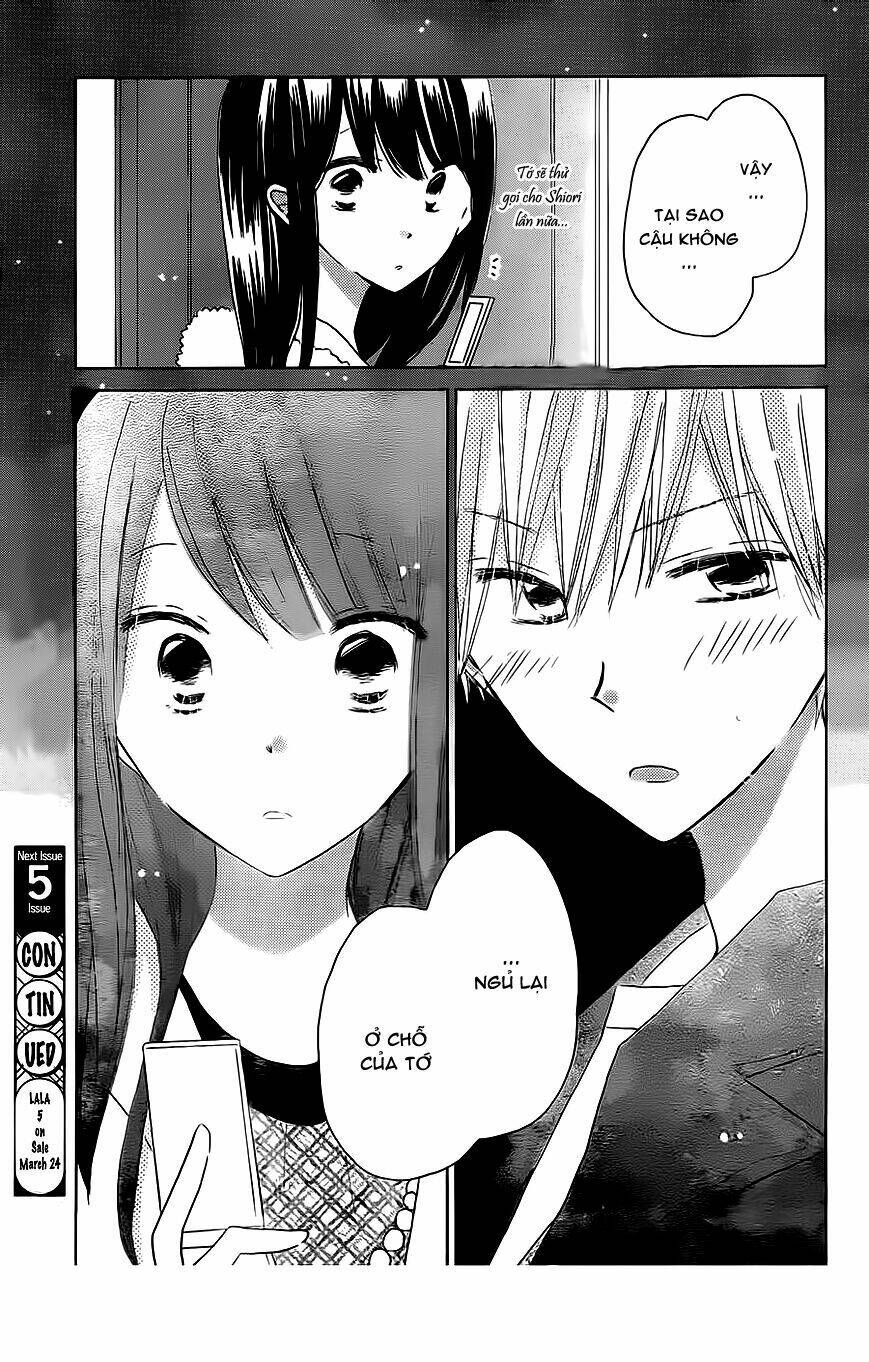 VẬY
...
TẠI SAO
CẬU KHÔNG
...
Tớ sẽ thử
gọi cho Shiori
lần nữa...
...
NGỦ LẠI
Ở CHỖ
CỦA TỚ
Next Issue
5
Issue
CON
TIN
UED
LALA
5
on
Sale
March 24